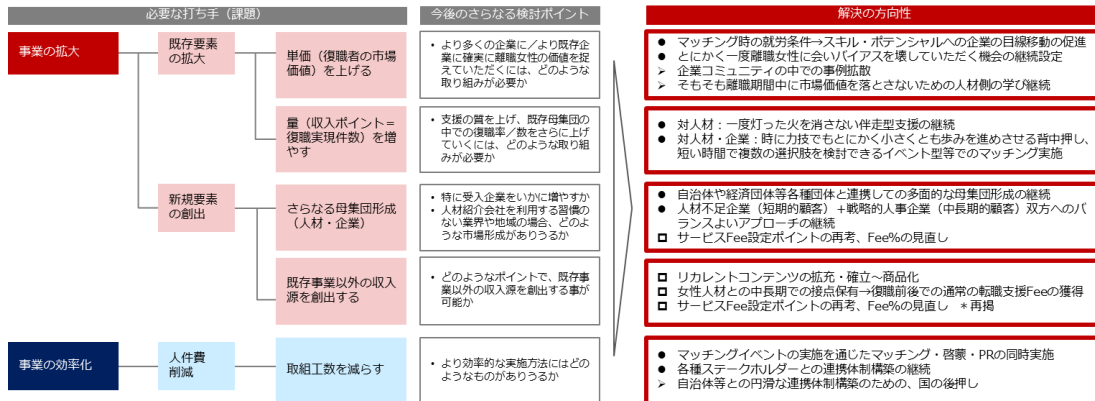 必要な打ち手（課題）
今後のさらなる検討ポイント
解決の方向性
事業の拡大
既存要素
の拡大
単価（復職者の市場
価値）を上げる
• より多くの企業に／より既存企
業に確実に離職女性の価値を捉
えていただくには、どのような
取り組みが必要か
● マッチング時の就労条件→スキル・ポテンシャルへの企業の目線移動の促進
● とにかく一度離職女性に会いバイアスを壊していただく機会の継続設定
➢ 企業コミュニティの中での事例拡散
➢ そもそも離職期間中に市場価値を落とさないための人材側の学び継続
量（収入ポイント＝
復職実現件数）を増
やす
• 支援の質を上げ、既存母集団の
中での復職率／数をさらに上げ
ていくには、どのような取り組
みが必要か
● 対人材：一度灯った火を消さない伴走型支援の継続
● 対人材・企業：時に力技でもとにかく小さくとも歩みを進めさせる背中押し、
短い時間で複数の選択肢を検討できるイベント型等でのマッチング実施
新規要素
の創出
さらなる母集団形成
（人材・企業）
• 特に受入企業をいかに増やすか
• 人材紹介会社を利用する習慣の
ない業界や地域の場合、どのよ
うな市場形成がありうるか
● 自治体や経済団体等各種団体と連携しての多面的な母集団形成の継続
● 人材不足企業（短期的顧客）＋戦略的人事企業（中長期的顧客）双方へのバ
ランスよいアプローチの継続
□ サービスFee設定ポイントの再考、Fee%の見直し
既存事業以外の収入
源を創出する
• どのようなポイントで、既存事
業以外の収入源を創出する事が
可能か
□ リカレントコンテンツの拡充・確立～商品化
□ 女性人材との中長期での接点保有→復職前後での通常の転職支援Feeの獲得
□ サービスFee設定ポイントの再考、Fee%の見直し ＊再掲
事業の効率化
人件費
削減
取組工数を減らす
• より効率的な実施方法にはどの
ようなものがありうるか
● マッチングイベントの実施を通じたマッチング・啓蒙・PRの同時実施
● 各種ステークホルダーとの連携体制構築の継続
➢ 自治体等との円滑な連携体制構築のための、国の後押し